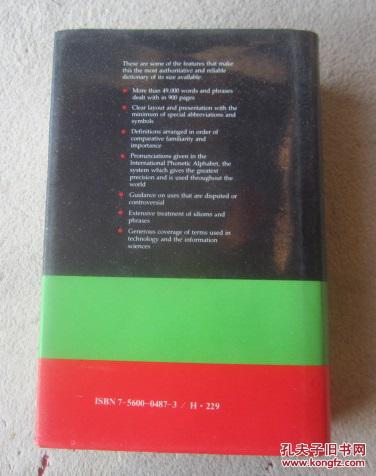 These are some of the features that make
this the most authoritative and reliable
dictionary of its size available:
More than 49,000 words and phrases
dealt with in 900 pages
Clear layout and presentation with the
minimum of special abbreviations and
symbols
Definitions arranged in order of
comparative familiarity and
importance
Pronunciations given in the
International Phonetic Alphabet, the
system which gives the greatest
precision and is used throughout the
world
Guidance on uses that are disputed or
controversial
Extensive treatment of idioms and
phrases
Generous coverage of terms used in
technology and the information
sciences
ISBN 7-5600-0487-3 / H·229
孔夫子旧书网
www.kongfz.com